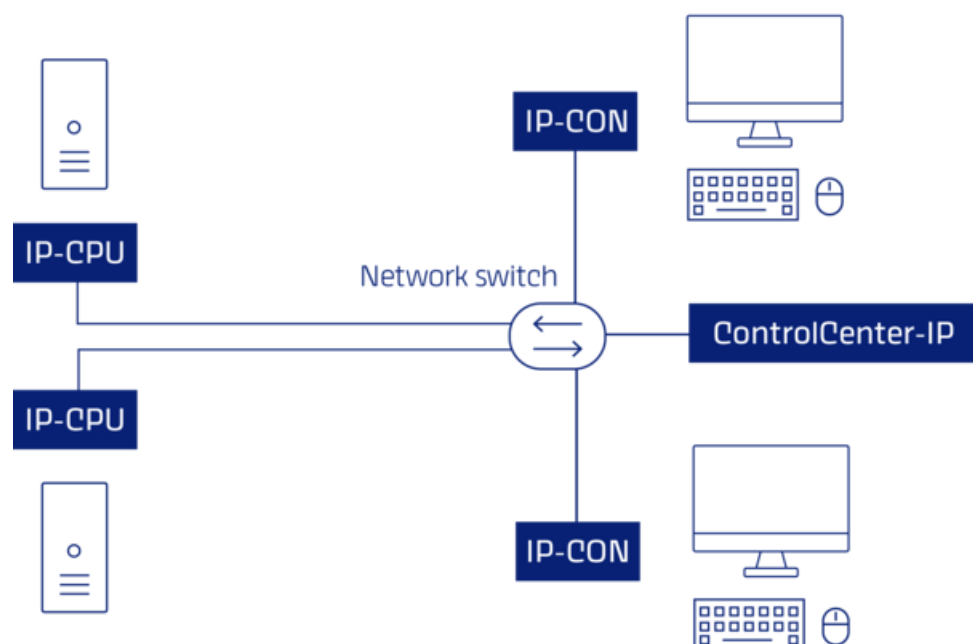 IP-CON
IP-CPU
Network switch
ControlCenter-IP
IP-CPU
IP-CON